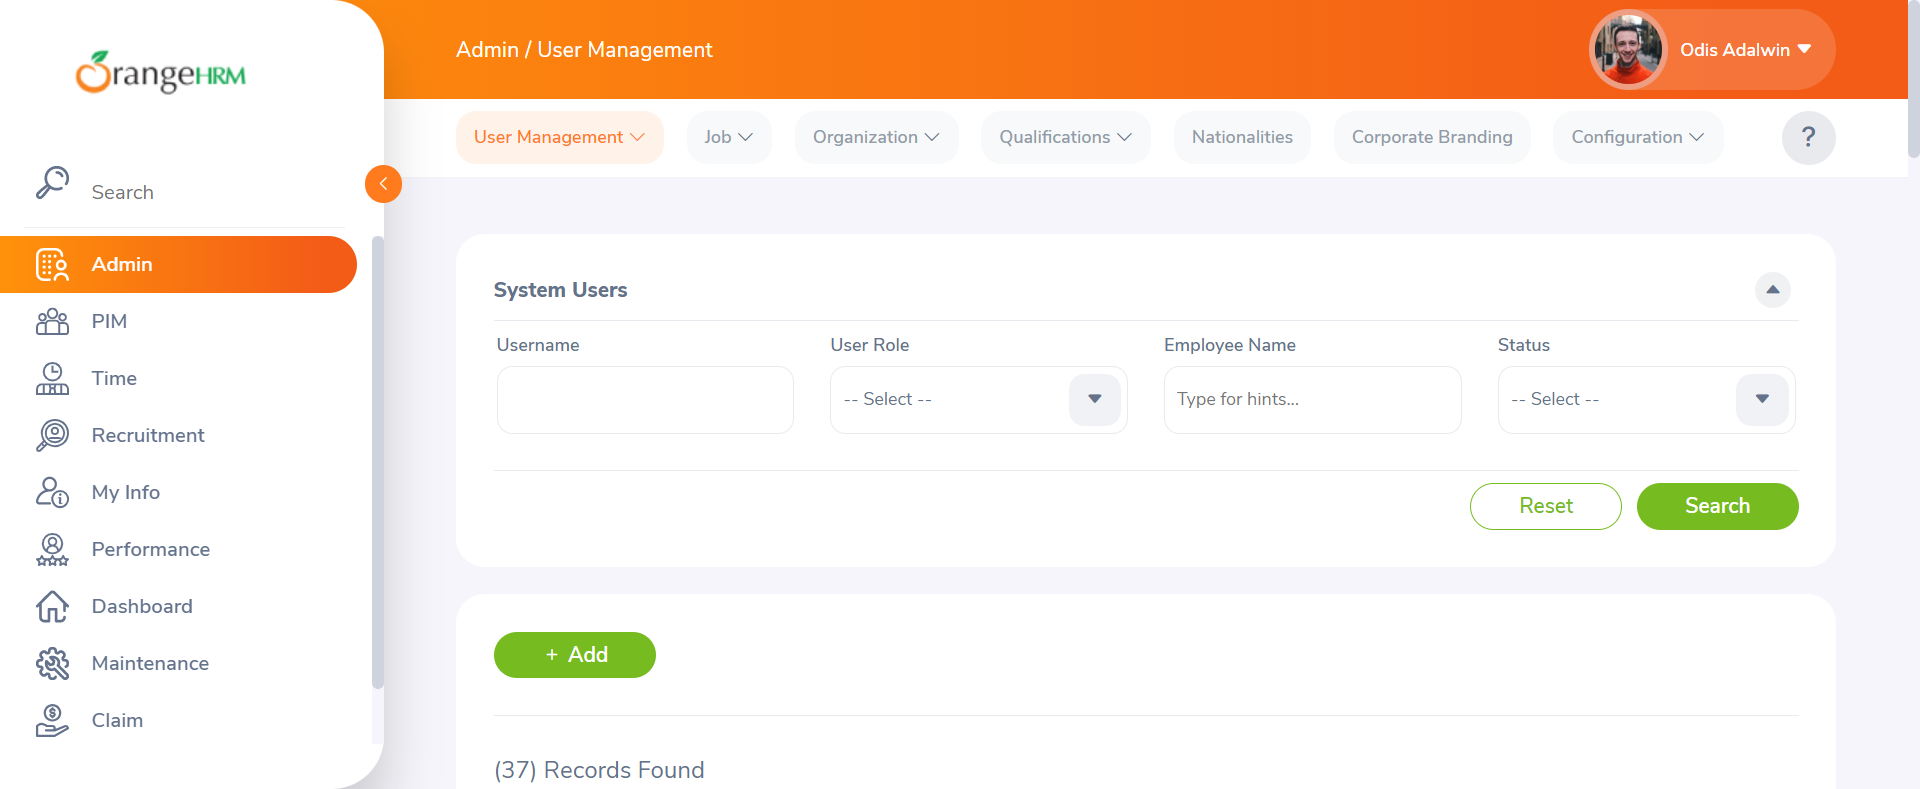 OrangeHRM
Admin / User Management
Odis Adalwin
User Management
Job
Organization
Qualifications
Nationalities
Corporate Branding
Configuration
?
Search
Admin
PIM
Time
Recruitment
My Info
Performance
Dashboard
Maintenance
Claim
System Users
Username
User Role
Employee Name
Status
-- Select --
Type for hints...
-- Select --
Reset
Search
+ Add
(37) Records Found